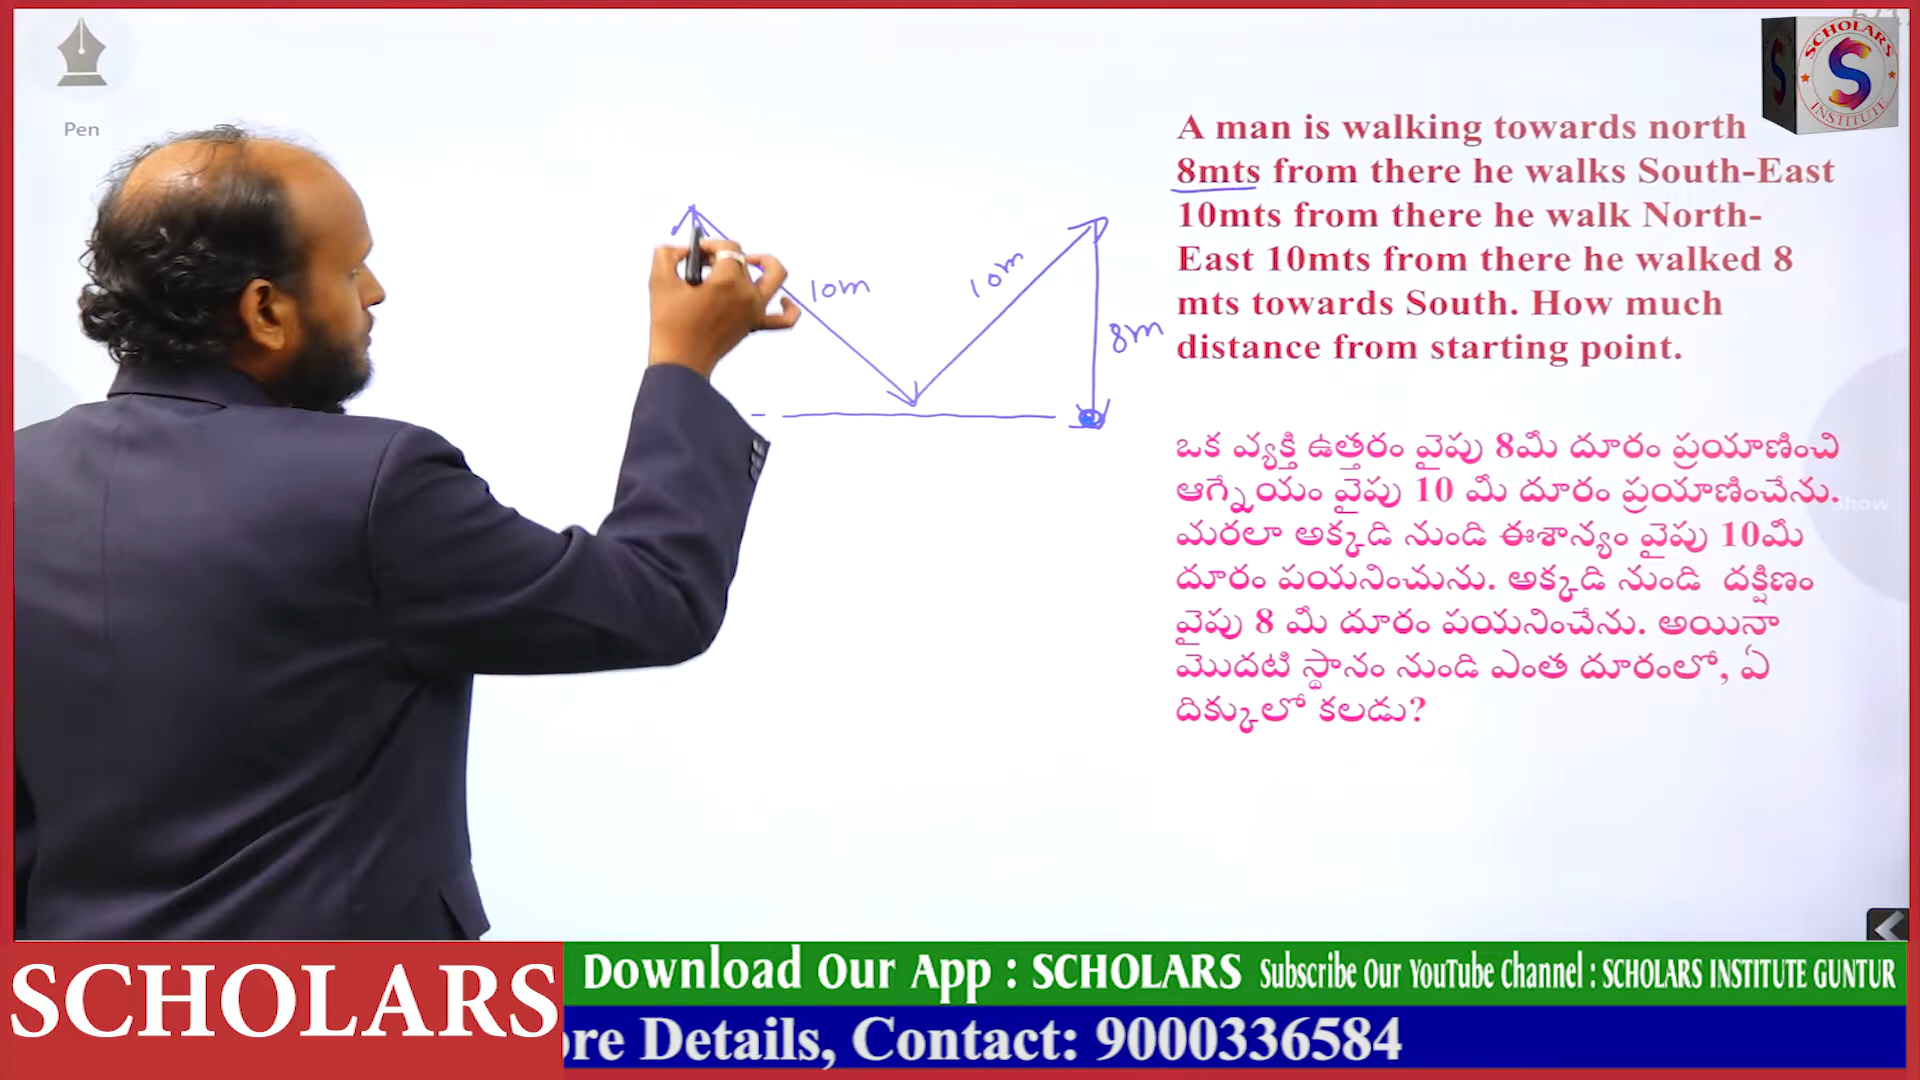 Pen
SCHOLARS
S
INSTITUTE
A man is walking towards north
8mts from there he walks South-East
10mts from there he walk North-
East 10mts from there he walked 8
mts towards South. How much
distance from starting point.
10m
10m
8m
ఒక వ్యక్తి ఉత్తరం వైపు 8మీ దూరం ప్రయాణించి
ఆగ్నేయం వైపు 10 మీ దూరం ప్రయాణించేను.
Show
మరలా అక్కడి నుండి ఈశాన్యం వైపు 10మీ
దూరం పయనించును. అక్కడి నుండి దక్షిణం
వైపు 8 మీ దూరం పయనించేను. అయినా
మొదటి స్థానం నుండి ఎంత దూరంలో, ఏ
దిక్కులో కలడు?
SCHOLARS
Download Our App : SCHOLARS Subscribe Our YouTube Channel : SCHOLARS INSTITUTE GUNTUR
Details, Contact: 9000336584